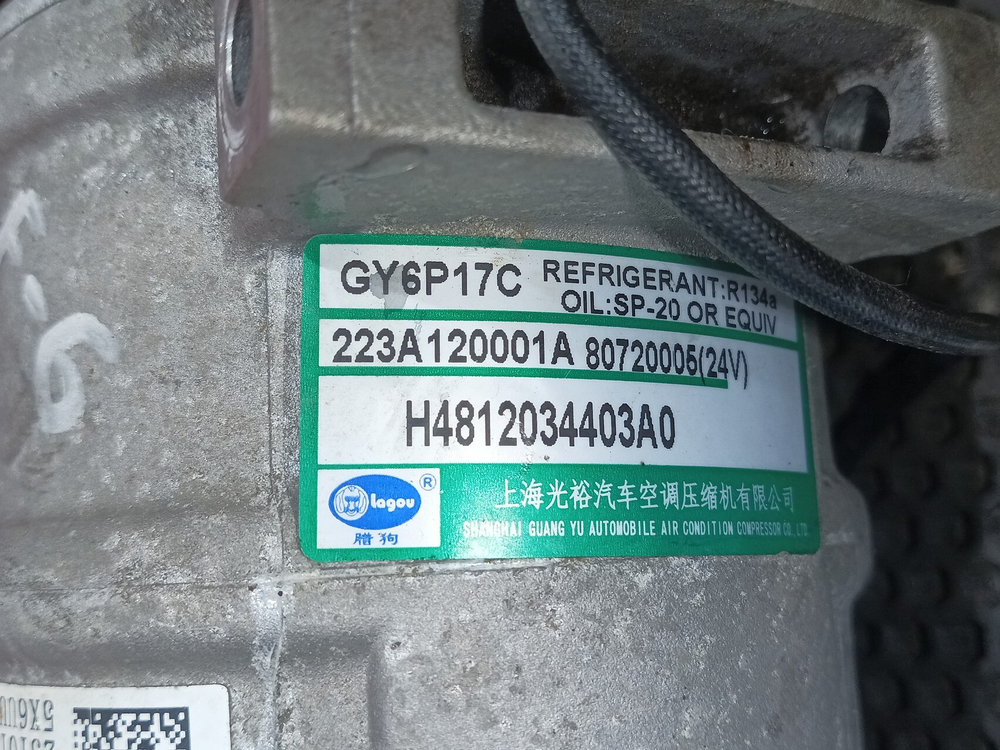 GY6P17C
REFRIGERANT:R134a
OIL:SP-20 OR EQUIV
223A120001A 80720005(24V)
H4812034403A0
lagou ®
腊狗
上海光裕汽车空调压缩机有限公司
SHANGHAI GUANG YU AUTOMOBILE AIR CONDITION COMPRESSOR CO.,LTD